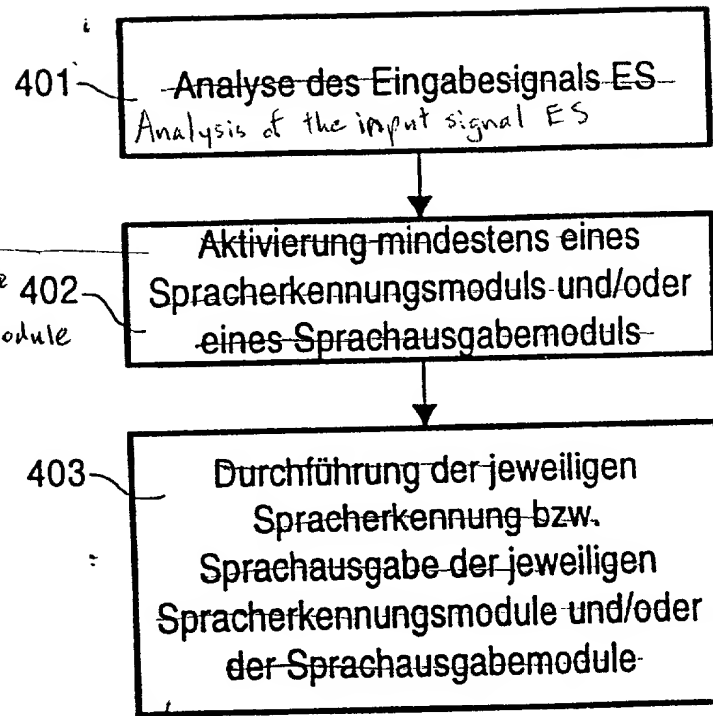 401
Analyse des Eingabesignals ES
Analysis of the input signal ES
402
odule
Aktivierung mindestens eines
Spracherkennungsmoduls und/oder
eines Sprachausgabemoduls
403
Durchführung der jeweiligen
Spracherkennung bzw.
Sprachausgabe der jeweiligen
Spracherkennungsmodule und/oder
der Sprachausgabemodule